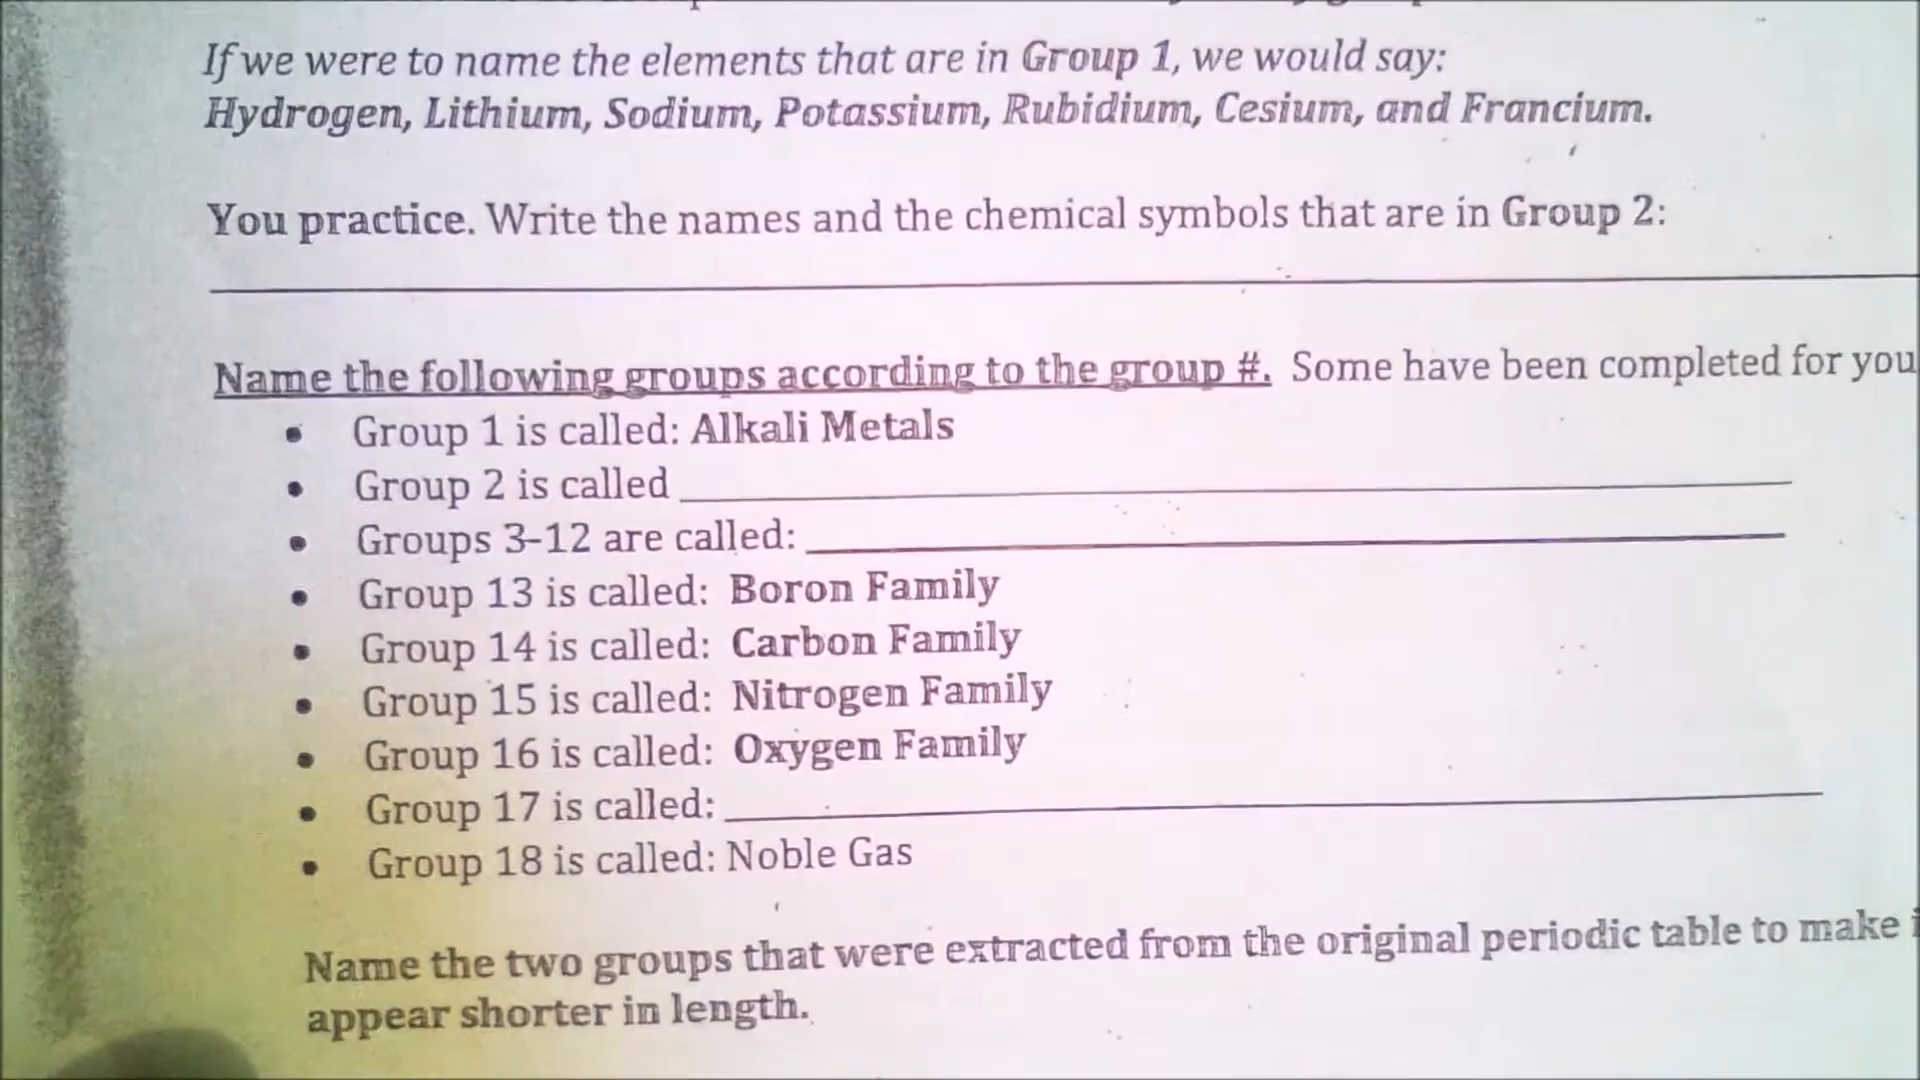 If we were to name the elements that are in Group 1, we would say:
Hydrogen, Lithium, Sodium, Potassium, Rubidium, Cesium, and Francium.
You practice. Write the names and the chemical symbols that are in Group 2:
Name the following groups according to the group #. Some have been completed for you
• Group 1 is called: Alkali Metals
• Group 2 is called
• Groups 3-12 are called:
• Group 13 is called: Boron Family
• Group 14 is called: Carbon Family
• Group 15 is called: Nitrogen Family
• Group 16 is called: Oxygen Family
• Group 17 is called:
• Group 18 is called: Noble Gas
Name the two groups that were extracted from the original periodic table to make
appear shorter in length.